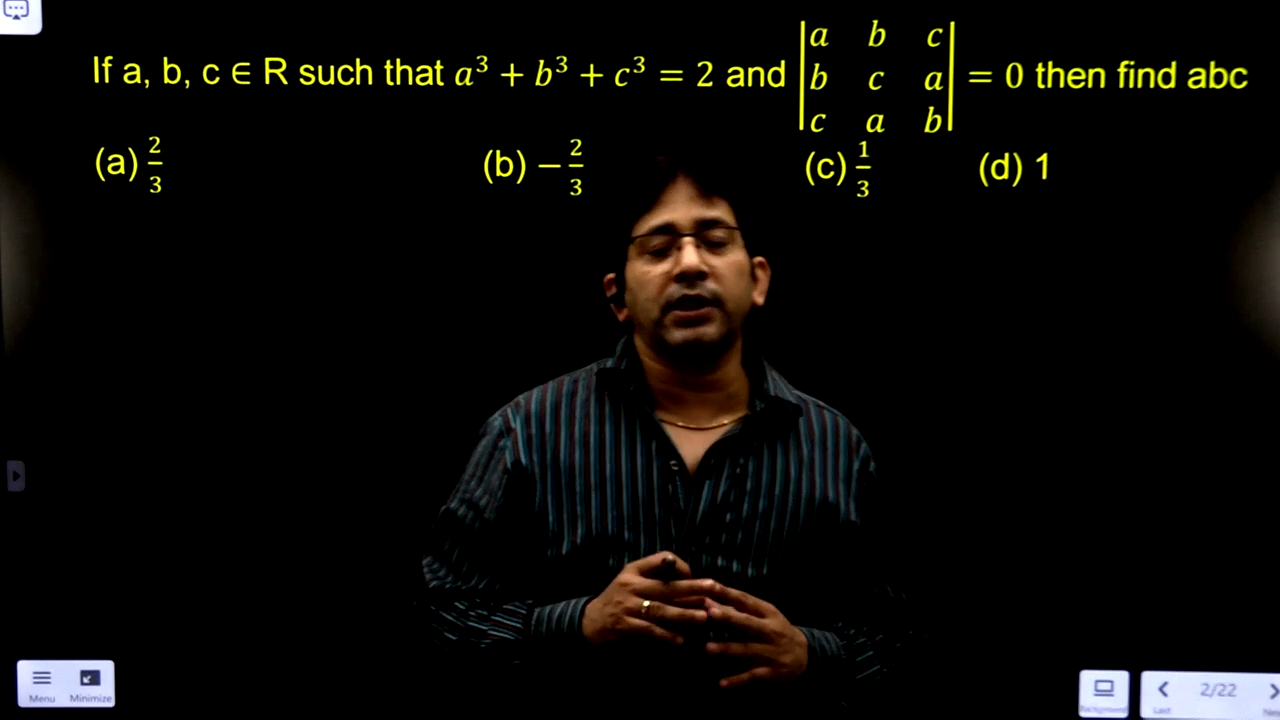 If a, b, c ∈ R such that a³ + b³ + c³ = 2 and |a b c; b c a; c a b| = 0 then find abc
(a) 2/3 (b) −2/3 (c) 1/3 (d) 1
Menu Minimize
Background
2/22